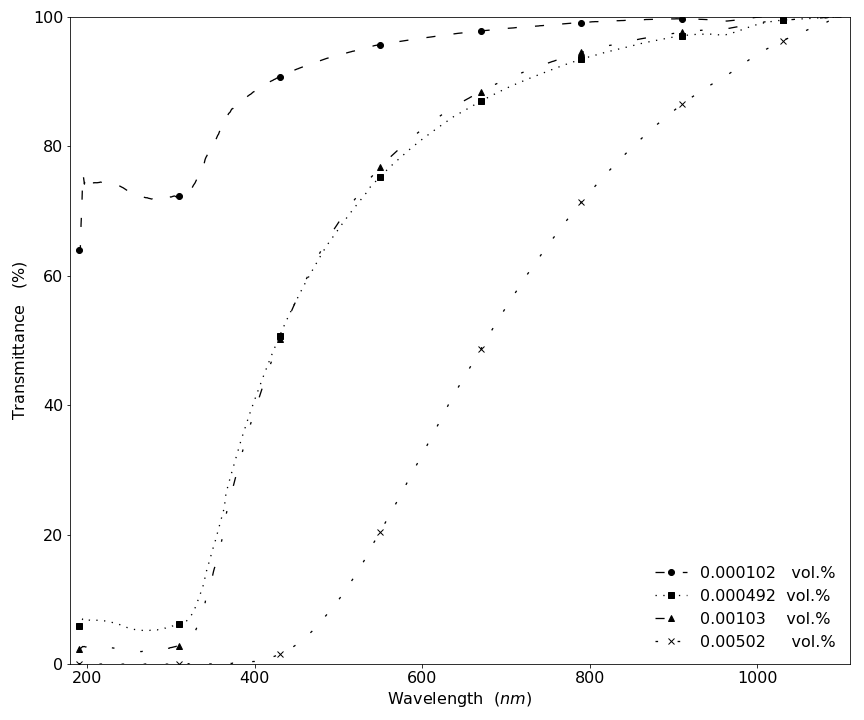 100
80
60
40
20
0
Transmittance (%)
200 400 600 800 1000
Wavelength (nm)
0.000102 vol.%
0.000492 vol.%
0.00103 vol.%
0.00502 vol.%